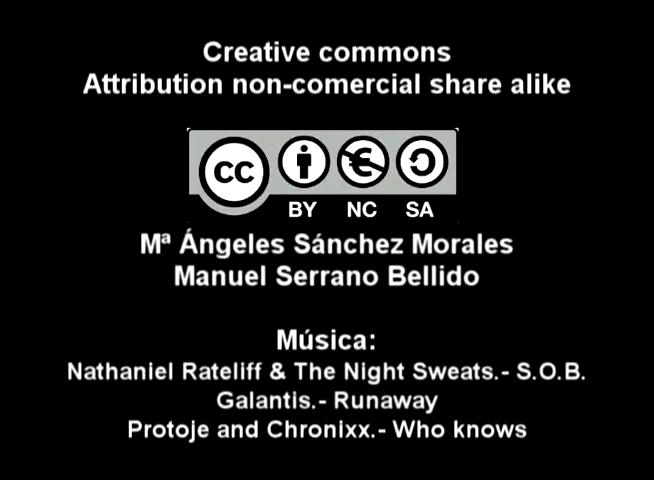 Creative commons
Attribution non-comercial share alike
cc
BY NC SA
Mª Ángeles Sánchez Morales
Manuel Serrano Bellido
Música:
Nathaniel Rateliff & The Night Sweats.- S.O.B.
Galantis.- Runaway
Protoje and Chronixx.- Who knows